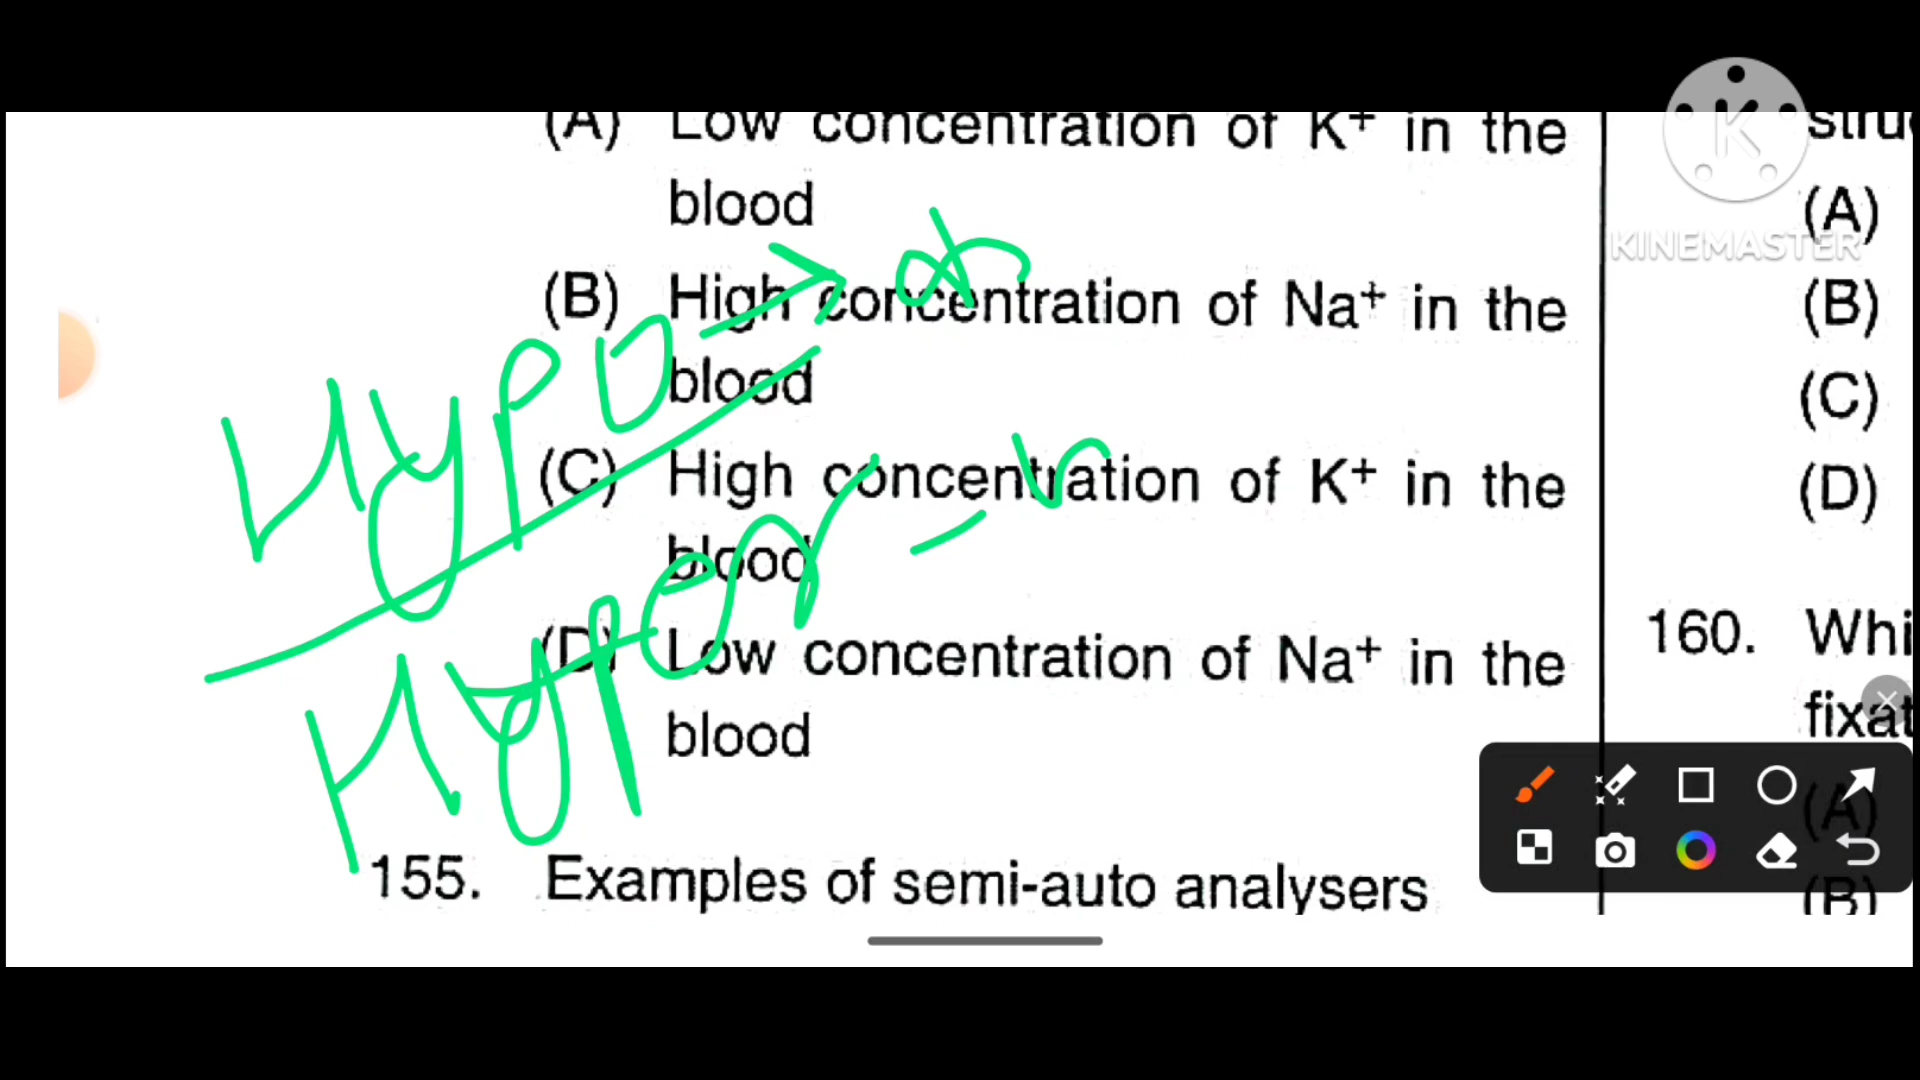 (A) Low concentration of K+ in the
blood
(B) High concentration of Na+ in the
blood
(C) High concentration of K+ in the
blood
(D) Low concentration of Na+ in the
blood
155. Examples of semi-auto analysers
Hypo →
Hyper -
(A)
(B)
(C)
(D)
160. Whi
fixat
(A)
(B)
KINEMASTER